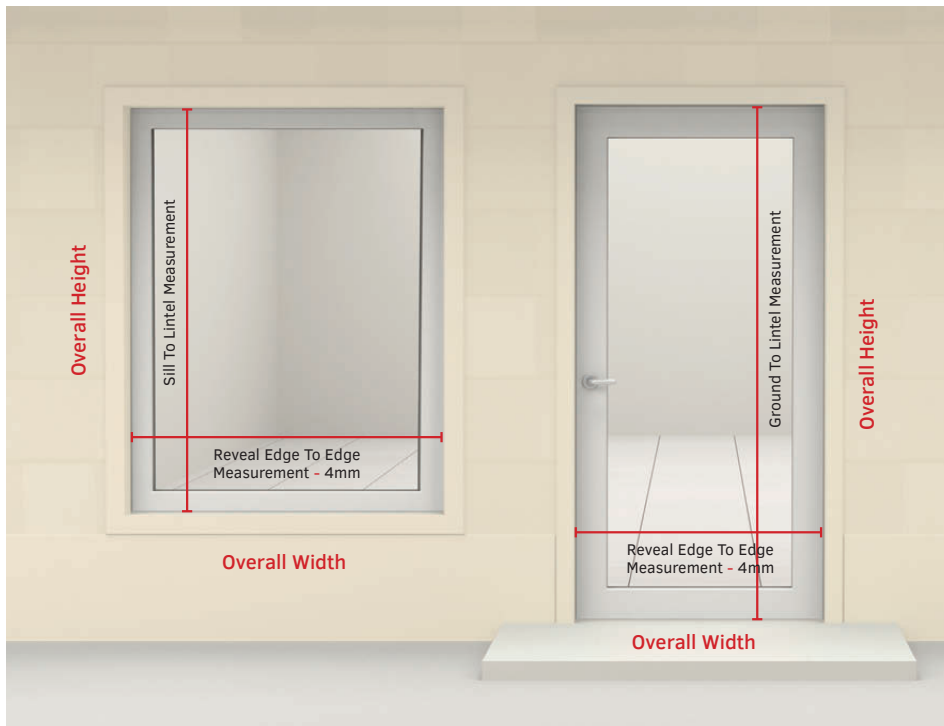 Overall Height
Sill To Lintel Measurement
Reveal Edge To Edge
Measurement - 4mm
Overall Width
Ground To Lintel Measurement
Overall Height
Reveal Edge To Edge
Measurement - 4mm
Overall Width